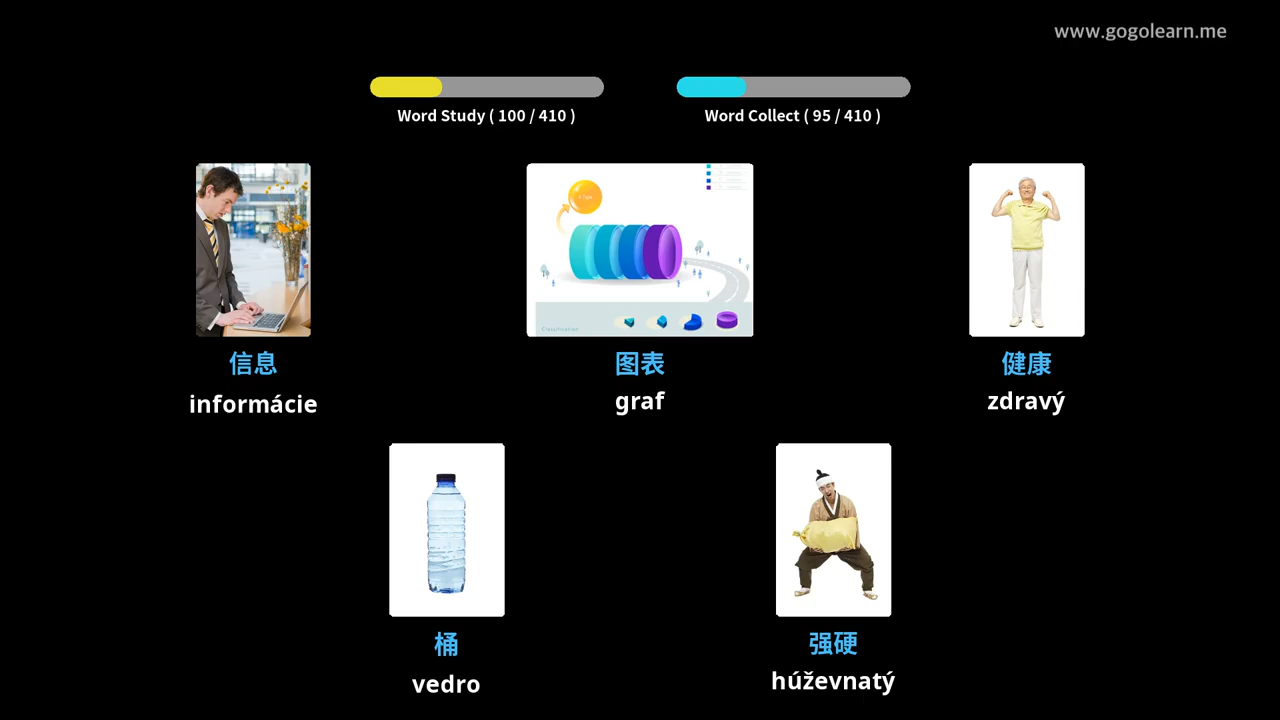 www.gogolearn.me
Word Study ( 100 / 410 )
Word Collect ( 95 / 410 )
信息
图表
健康
informácie
graf
zdravý
桶
强硬
vedro
húževnatý